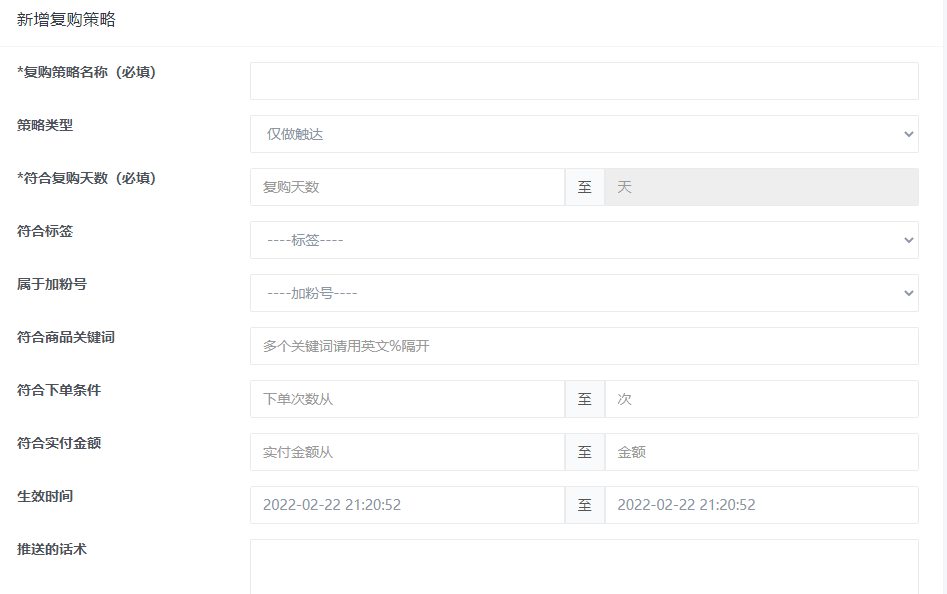 新增复购策略
*复购策略名称（必填）
策略类型
仅做触达
*符合复购天数（必填）
复购天数 至 天
符合标签
----标签----
属于加粉号
----加粉号----
符合商品关键词
多个关键词请用英文%隔开
符合下单条件
下单次数从 至 次
符合实付金额
实付金额从 至 金额
生效时间
2022-02-22 21:20:52 至 2022-02-22 21:20:52
推送的话术